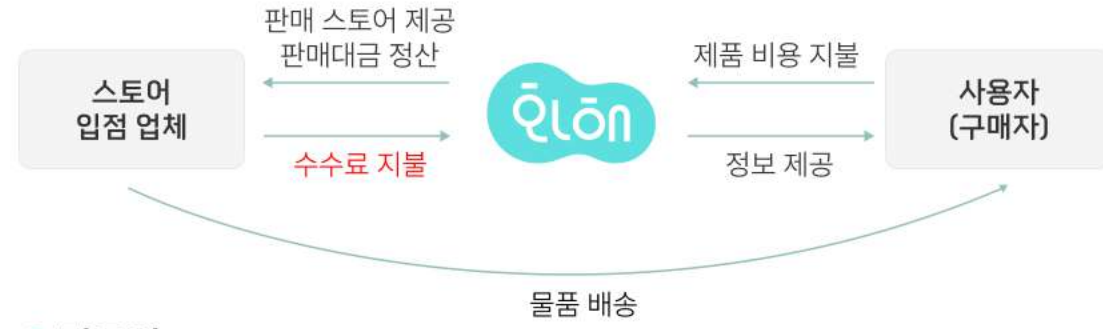 판매 스토어 제공
판매대금 정산
제품 비용 지불
스토어
입점 업체
Qlōn
사용자
(구매자)
수수료 지불
정보 제공
물품 배송